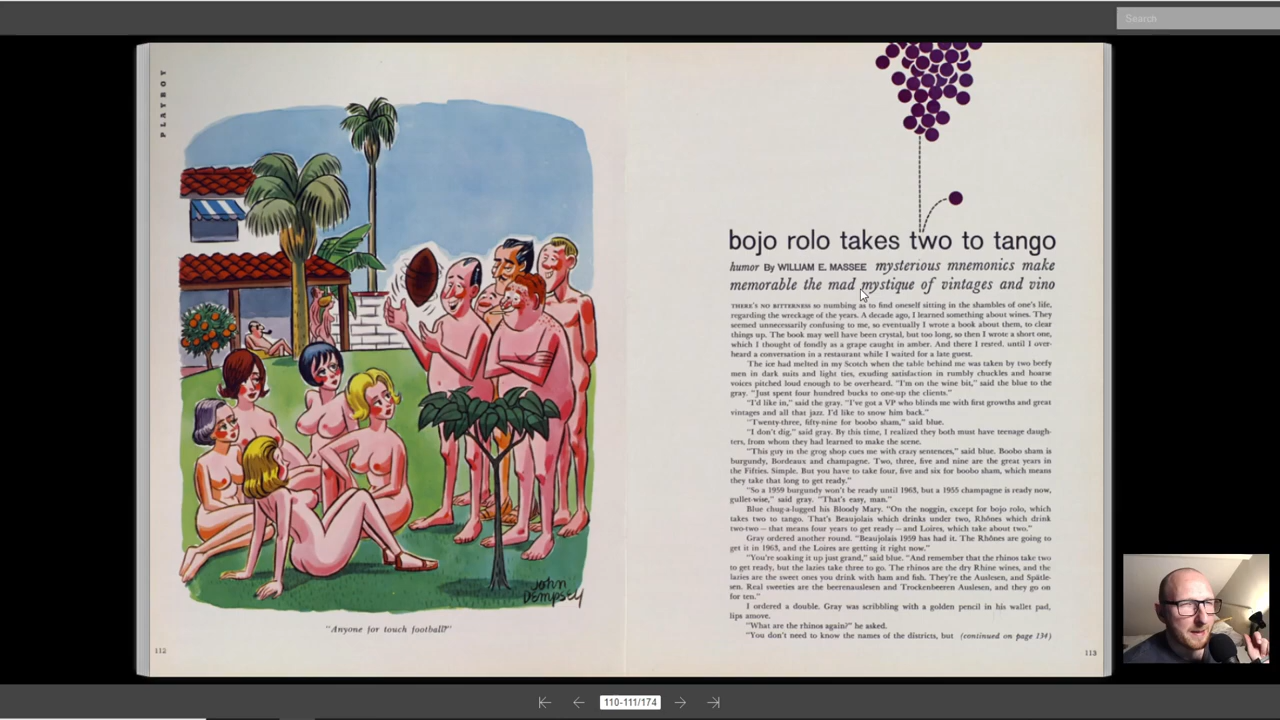 Search
PLAYBOY
John
Dempsey
"Anyone for touch football?"
112
bojo rolo takes two to tango
humor By WILLIAM E. MASSEE mysterious mnemonics make
memorable the mad mystique of vintages and vino
THERE'S NO BITTERNESS so numbing as to find oneself sitting in the shambles of one's life,
regarding the wreckage of the years. A decade ago, I learned something about wines. They
seemed unnecessarily confusing to me, so eventually I wrote a book about them, to clear
things up. The book may well have been crystal, but too long, so then I wrote a short one,
which I thought of fondly as a grape caught in amber. And there I rested, until I over-
heard a conversation in a restaurant while I waited for a late guest.
The ice had melted in my Scotch when the table behind me was taken by two beefy
men in dark suits and light ties, exuding satisfaction in rumbly chuckles and hoarse
voices pitched loud enough to be overheard. "I'm on the wine bit," said the blue to the
gray. "Just spent four hundred bucks to one-up the clients."
"I'd like in," said the gray. "I've got a VP who blinds me with first growths and great
vintages and all that jazz. I'd like to snow him back."
"Twenty-three, fifty-nine for boobo sham," said blue.
"I don't dig," said gray. By this time, I realized they both must have teenage daugh-
ters, from whom they had learned to make the scene.
"This guy in the grog shop cues me with crazy sentences," said blue. Boobo sham is
burgundy, Bordeaux and champagne. Two, three, five and nine are the great years in
the Fifties. Simple. But you have to take four, five and six for boobo sham, which means
they take that long to get ready."
"So a 1959 burgundy won't be ready until 1963, but a 1955 champagne is ready now,
gullet-wise," said gray. "That's easy, man."
Blue chug-a-lugged his Bloody Mary. "On the noggin, except for bojo rolo, which
takes two to tango. That's Beaujolais which drinks under two, Rhônes which drink
two-two — that means four years to get ready — and Loires, which take about two."
Gray ordered another round. "Beaujolais 1959 has had it. The Rhônes are going to
get it in 1963, and the Loires are getting it right now."
"You're soaking it up just grand," said blue. "And remember that the rhinos take two
to get ready, but the lazies take three to go. The rhinos are the dry Rhine wines, and the
lazies are the sweet ones you drink with ham and fish. They're the Auslesen, and Spätle-
sen. Real sweeties are the beerenauslesen and Trockenbeeren Auslesen, and they go on
for ten."
I ordered a double. Gray was scribbling with a golden pencil in his wallet pad,
lips amove.
"What are the rhinos again?" he asked.
"You don't need to know the names of the districts, but (continued on page 134)
113
110-111/174